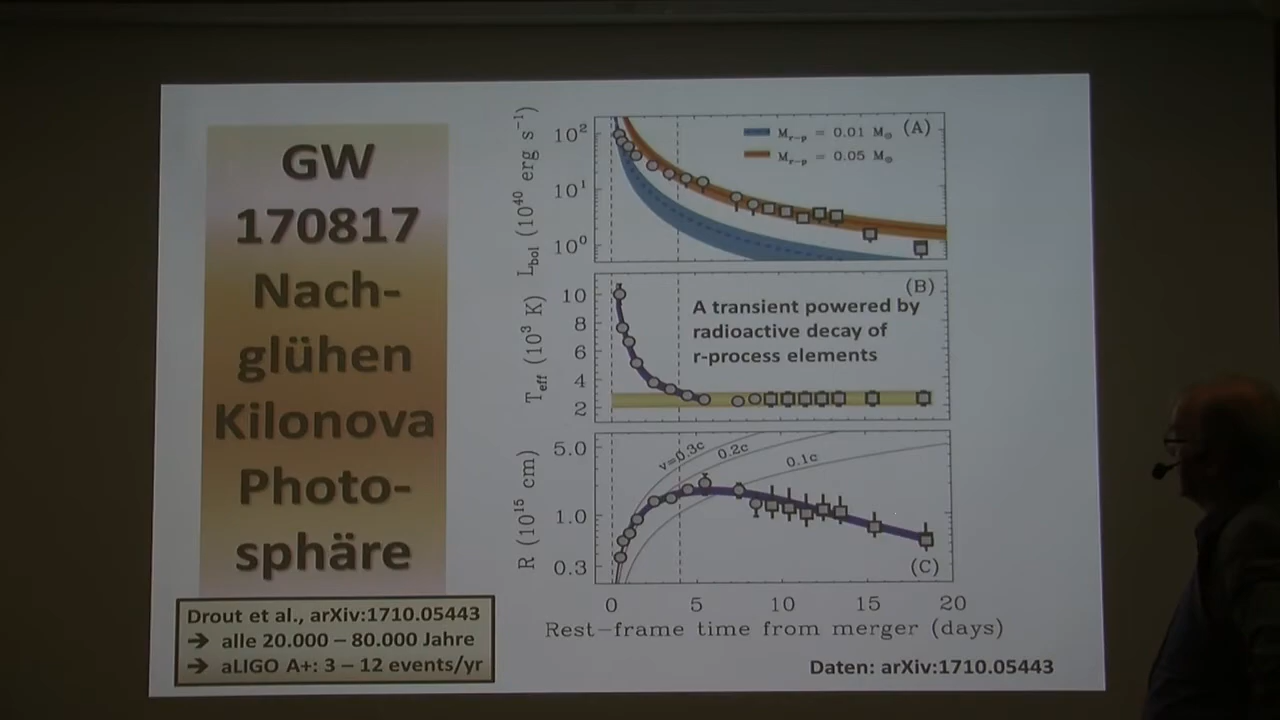 GW
170817
Nach-
glühen
Kilonova
Photo-
sphäre
Drout et al., arXiv:1710.05443
→ alle 20.000 – 80.000 Jahre
→ aLIGO A+: 3 – 12 events/yr
L_bol (10^40 erg s^-1)
10^2
10^1
10^0
M_r-p = 0.01 M_⊙
M_r-p = 0.05 M_⊙
(A)
T_eff (10^3 K)
10
8
6
4
2
(B)
A transient powered by
radioactive decay of
r-process elements
R (10^15 cm)
5.0
1.0
0.3
v=0.3c
0.2c
0.1c
(C)
0 5 10 15 20
Rest-frame time from merger (days)
Daten: arXiv:1710.05443